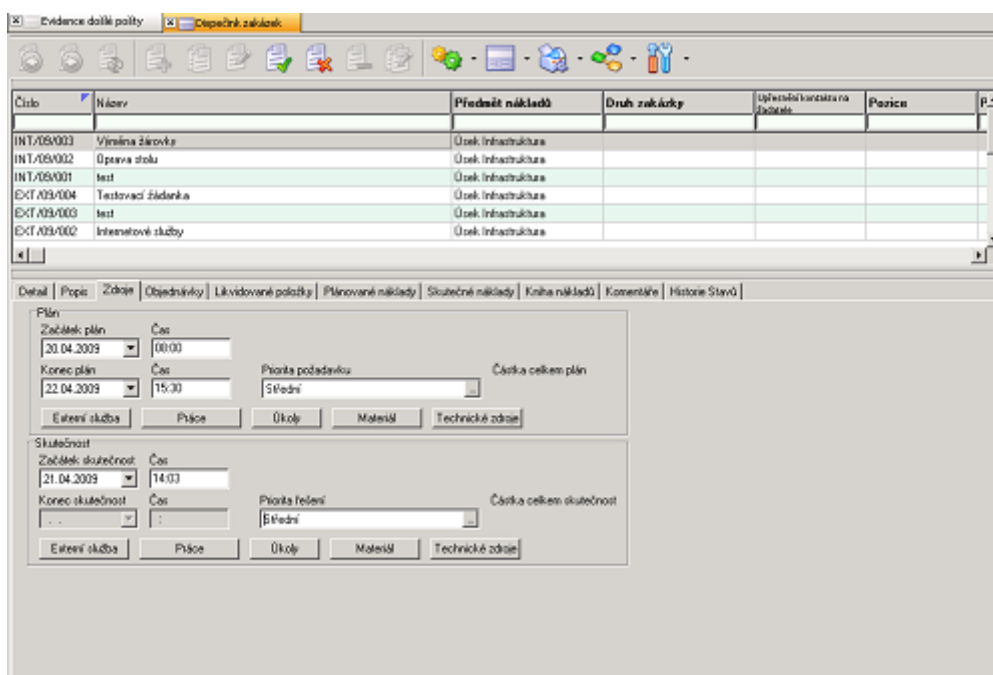 Evidence došlé pošty Dispečink zakázek
Číslo Název Předmět nákladů Druh zakázky Upřesnění kontaktu na žadatele Pozice P
INT/09/003 Výměna žárovky Úsek Infrastruktura
INT/09/002 Oprava stolu Úsek Infrastruktura
INT/09/001 test Úsek Infrastruktura
EXT/09/004 Testovací žádanka Úsek Infrastruktura
EXT/09/003 test Úsek Infrastruktura
EXT/09/002 Internetové služby Úsek Infrastruktura
Detail Popis Zdroje Objednávky Likvidované položky Plánované náklady Skutečné náklady Kniha nákladů Komentáře Historie Stavů
Plán
Začátek plán Čas
20.04.2009 00:00
Konec plán Čas Priorita požadavku Částka celkem plán
22.04.2009 15:30 Střední ...
Externí služba Práce Úkoly Materiál Technické zdroje
Skutečnost
Začátek skutečnost Čas
21.04.2009 14:03
Konec skutečnost Čas Priorita řešení Částka celkem skutečnost
. . : Střední ...
Externí služba Práce Úkoly Materiál Technické zdroje